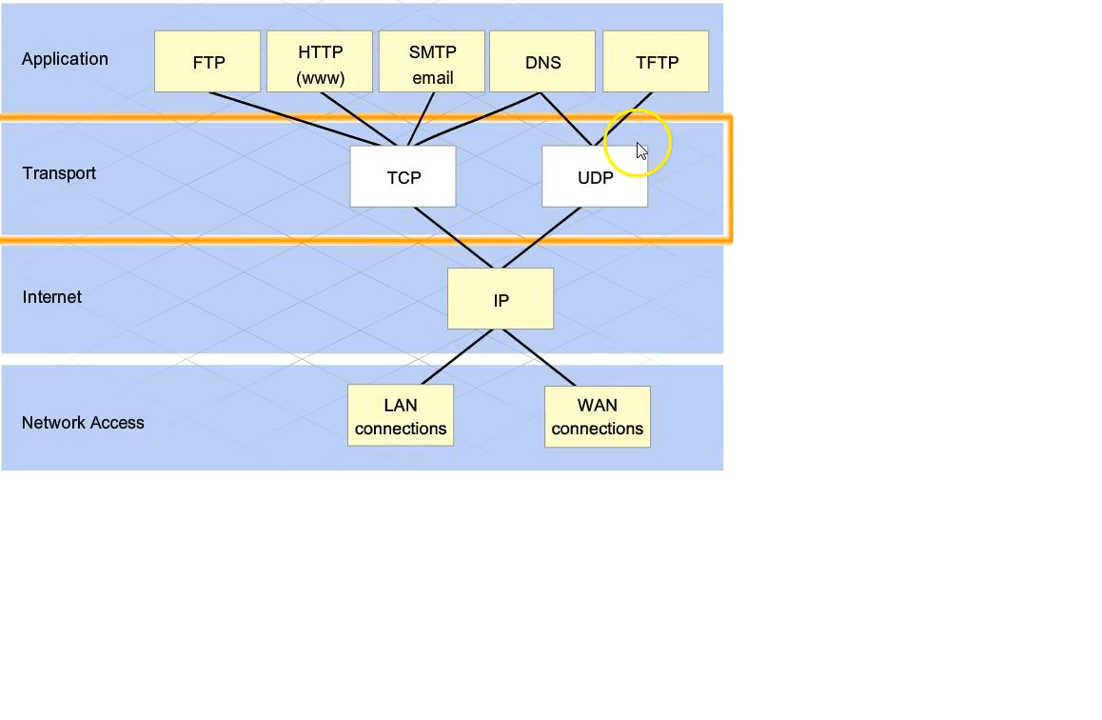 Application
FTP
HTTP
(www)
SMTP
email
DNS
TFTP
Transport
TCP
UDP
Internet
IP
Network Access
LAN
connections
WAN
connections